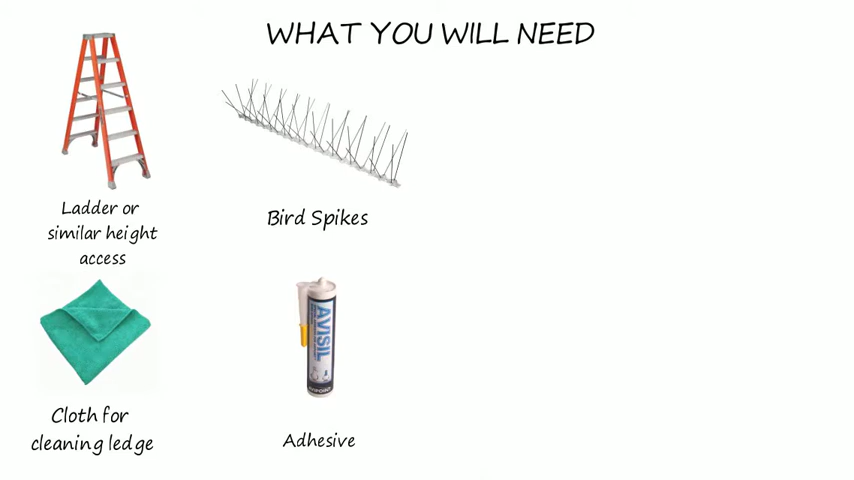 WHAT YOU WILL NEED
Ladder or
similar height
access
Bird Spikes
Cloth for
cleaning ledge
AVISIL
Adhesive